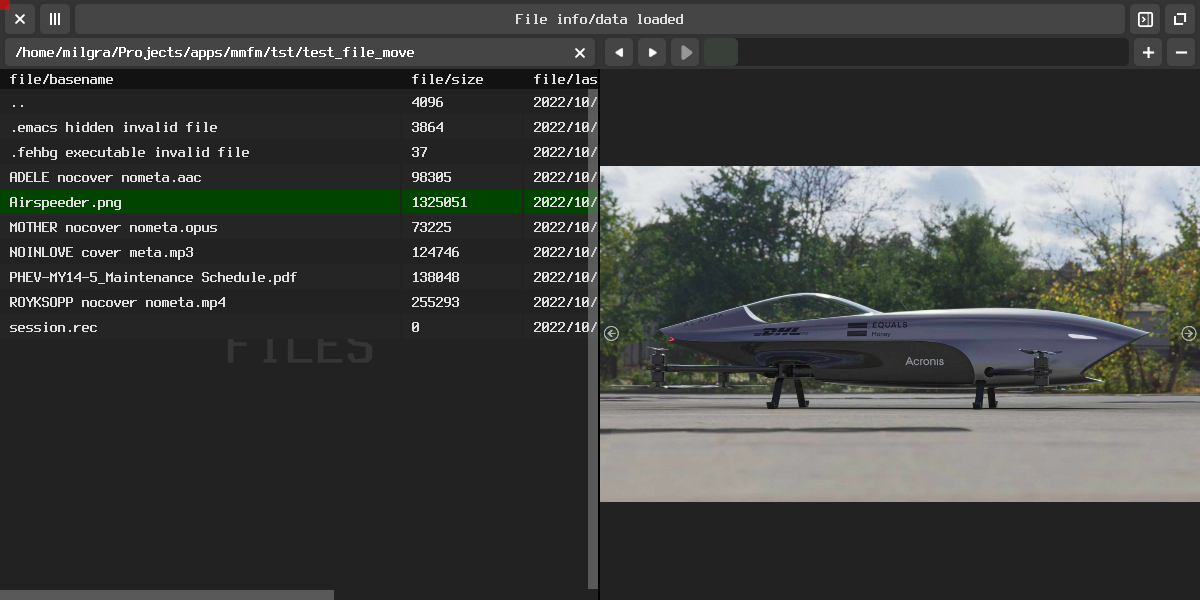 File info/data loaded
/home/milgra/Projects/apps/mmfm/tst/test_file_move
file/basename file/size file/las
.. 4096 2022/10/
.emacs hidden invalid file 3864 2022/10/
.fehbg executable invalid file 37 2022/10/
ADELE nocover nometa.aac 98305 2022/10/
Airspeeder.png 1325051 2022/10/
MOTHER nocover nometa.opus 73225 2022/10/
NOINLOVE cover meta.mp3 124746 2022/10/
PHEV-MY14-5_Maintenance Schedule.pdf 138048 2022/10/
ROYKSOPP nocover nometa.mp4 255293 2022/10/
session.rec 0 2022/10/
FILES
DHL
EQUALS
Money
Acronis